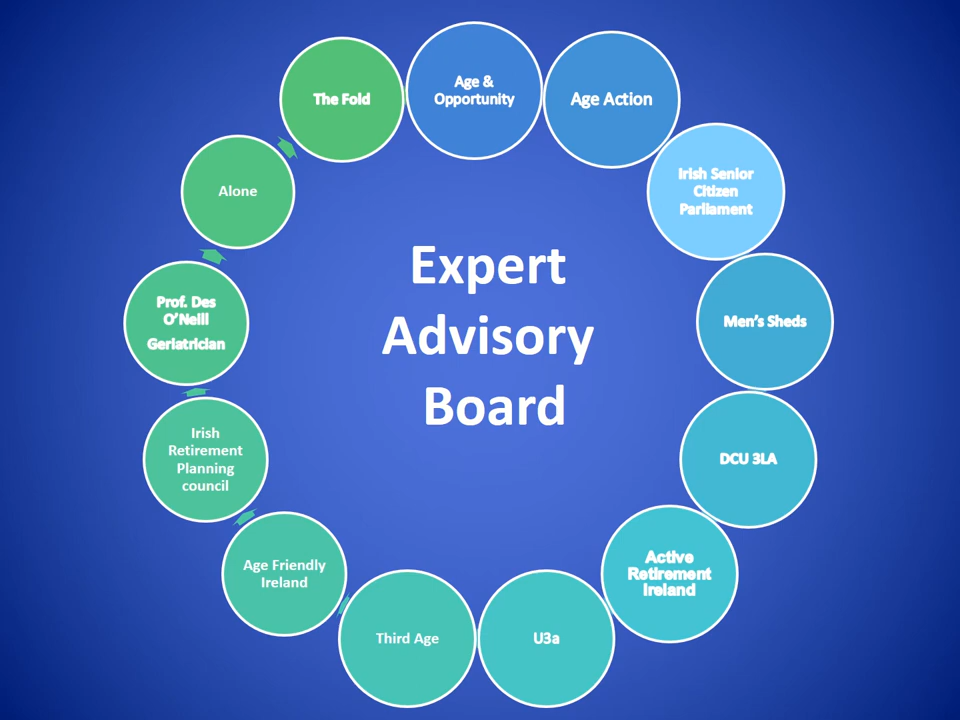 Expert
Advisory
Board
Age &
Opportunity
Age Action
Irish Senior
Citizen
Parliament
Men's Sheds
DCU 3LA
Active
Retirement
Ireland
U3a
Third Age
Age Friendly
Ireland
Irish
Retirement
Planning
council
Prof. Des
O'Neill
Geriatrician
Alone
The Fold